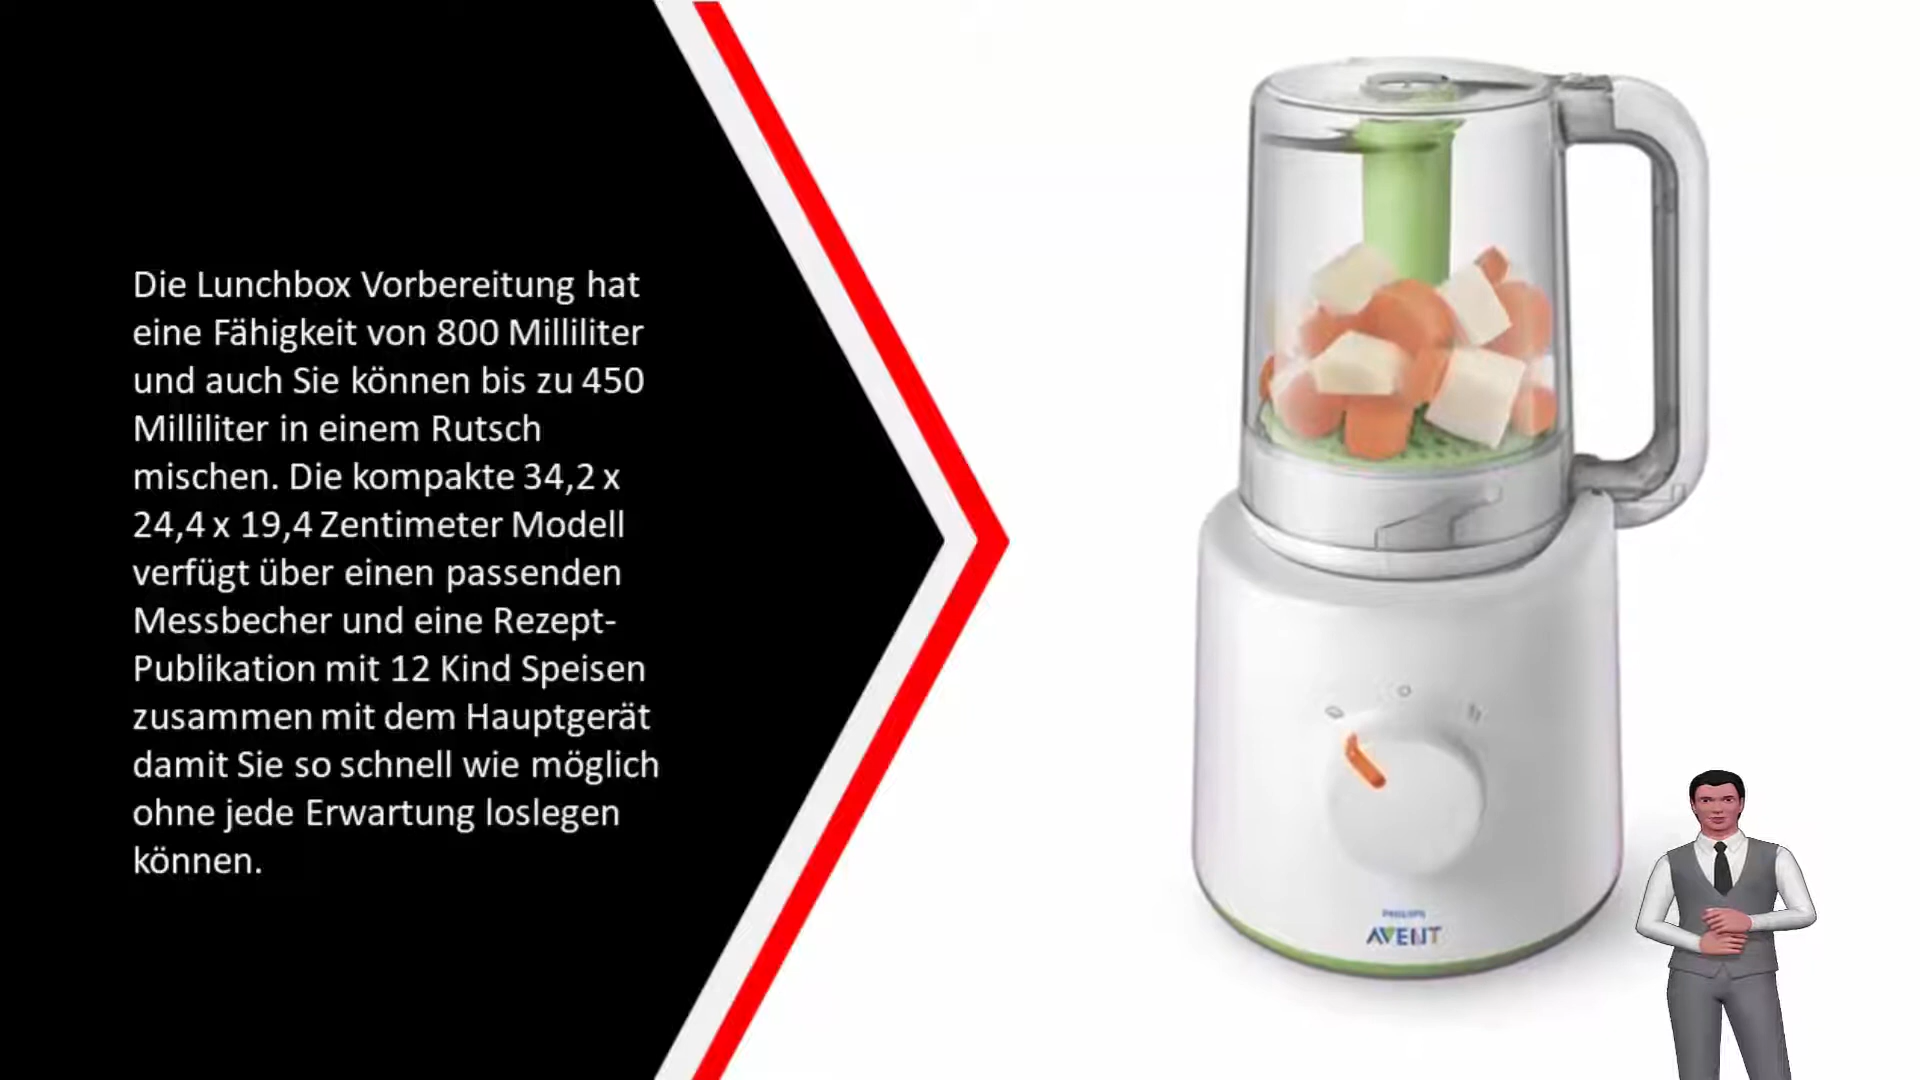 Die Lunchbox Vorbereitung hat
eine Fähigkeit von 800 Milliliter
und auch Sie können bis zu 450
Milliliter in einem Rutsch
mischen. Die kompakte 34,2 x
24,4 x 19,4 Zentimeter Modell
verfügt über einen passenden
Messbecher und eine Rezept-
Publikation mit 12 Kind Speisen
zusammen mit dem Hauptgerät
damit Sie so schnell wie möglich
ohne jede Erwartung loslegen
können.
PHILIPS
AVENT